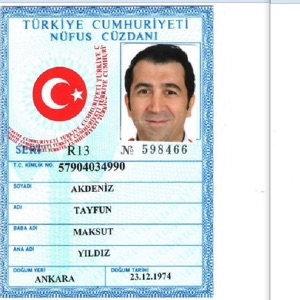 TÜRKİYE CUMHURİYETİ
NÜFUS CÜZDANI
SERİ R13 № 598466
T.C. KİMLİK NO. 57904034990
SOYADI
AKDENİZ
ADI
TAYFUN
BABA ADI
MAKSUT
ANA ADI
YILDIZ
DOĞUM YERİ DOĞUM TARİHİ
ANKARA 23.12.1974